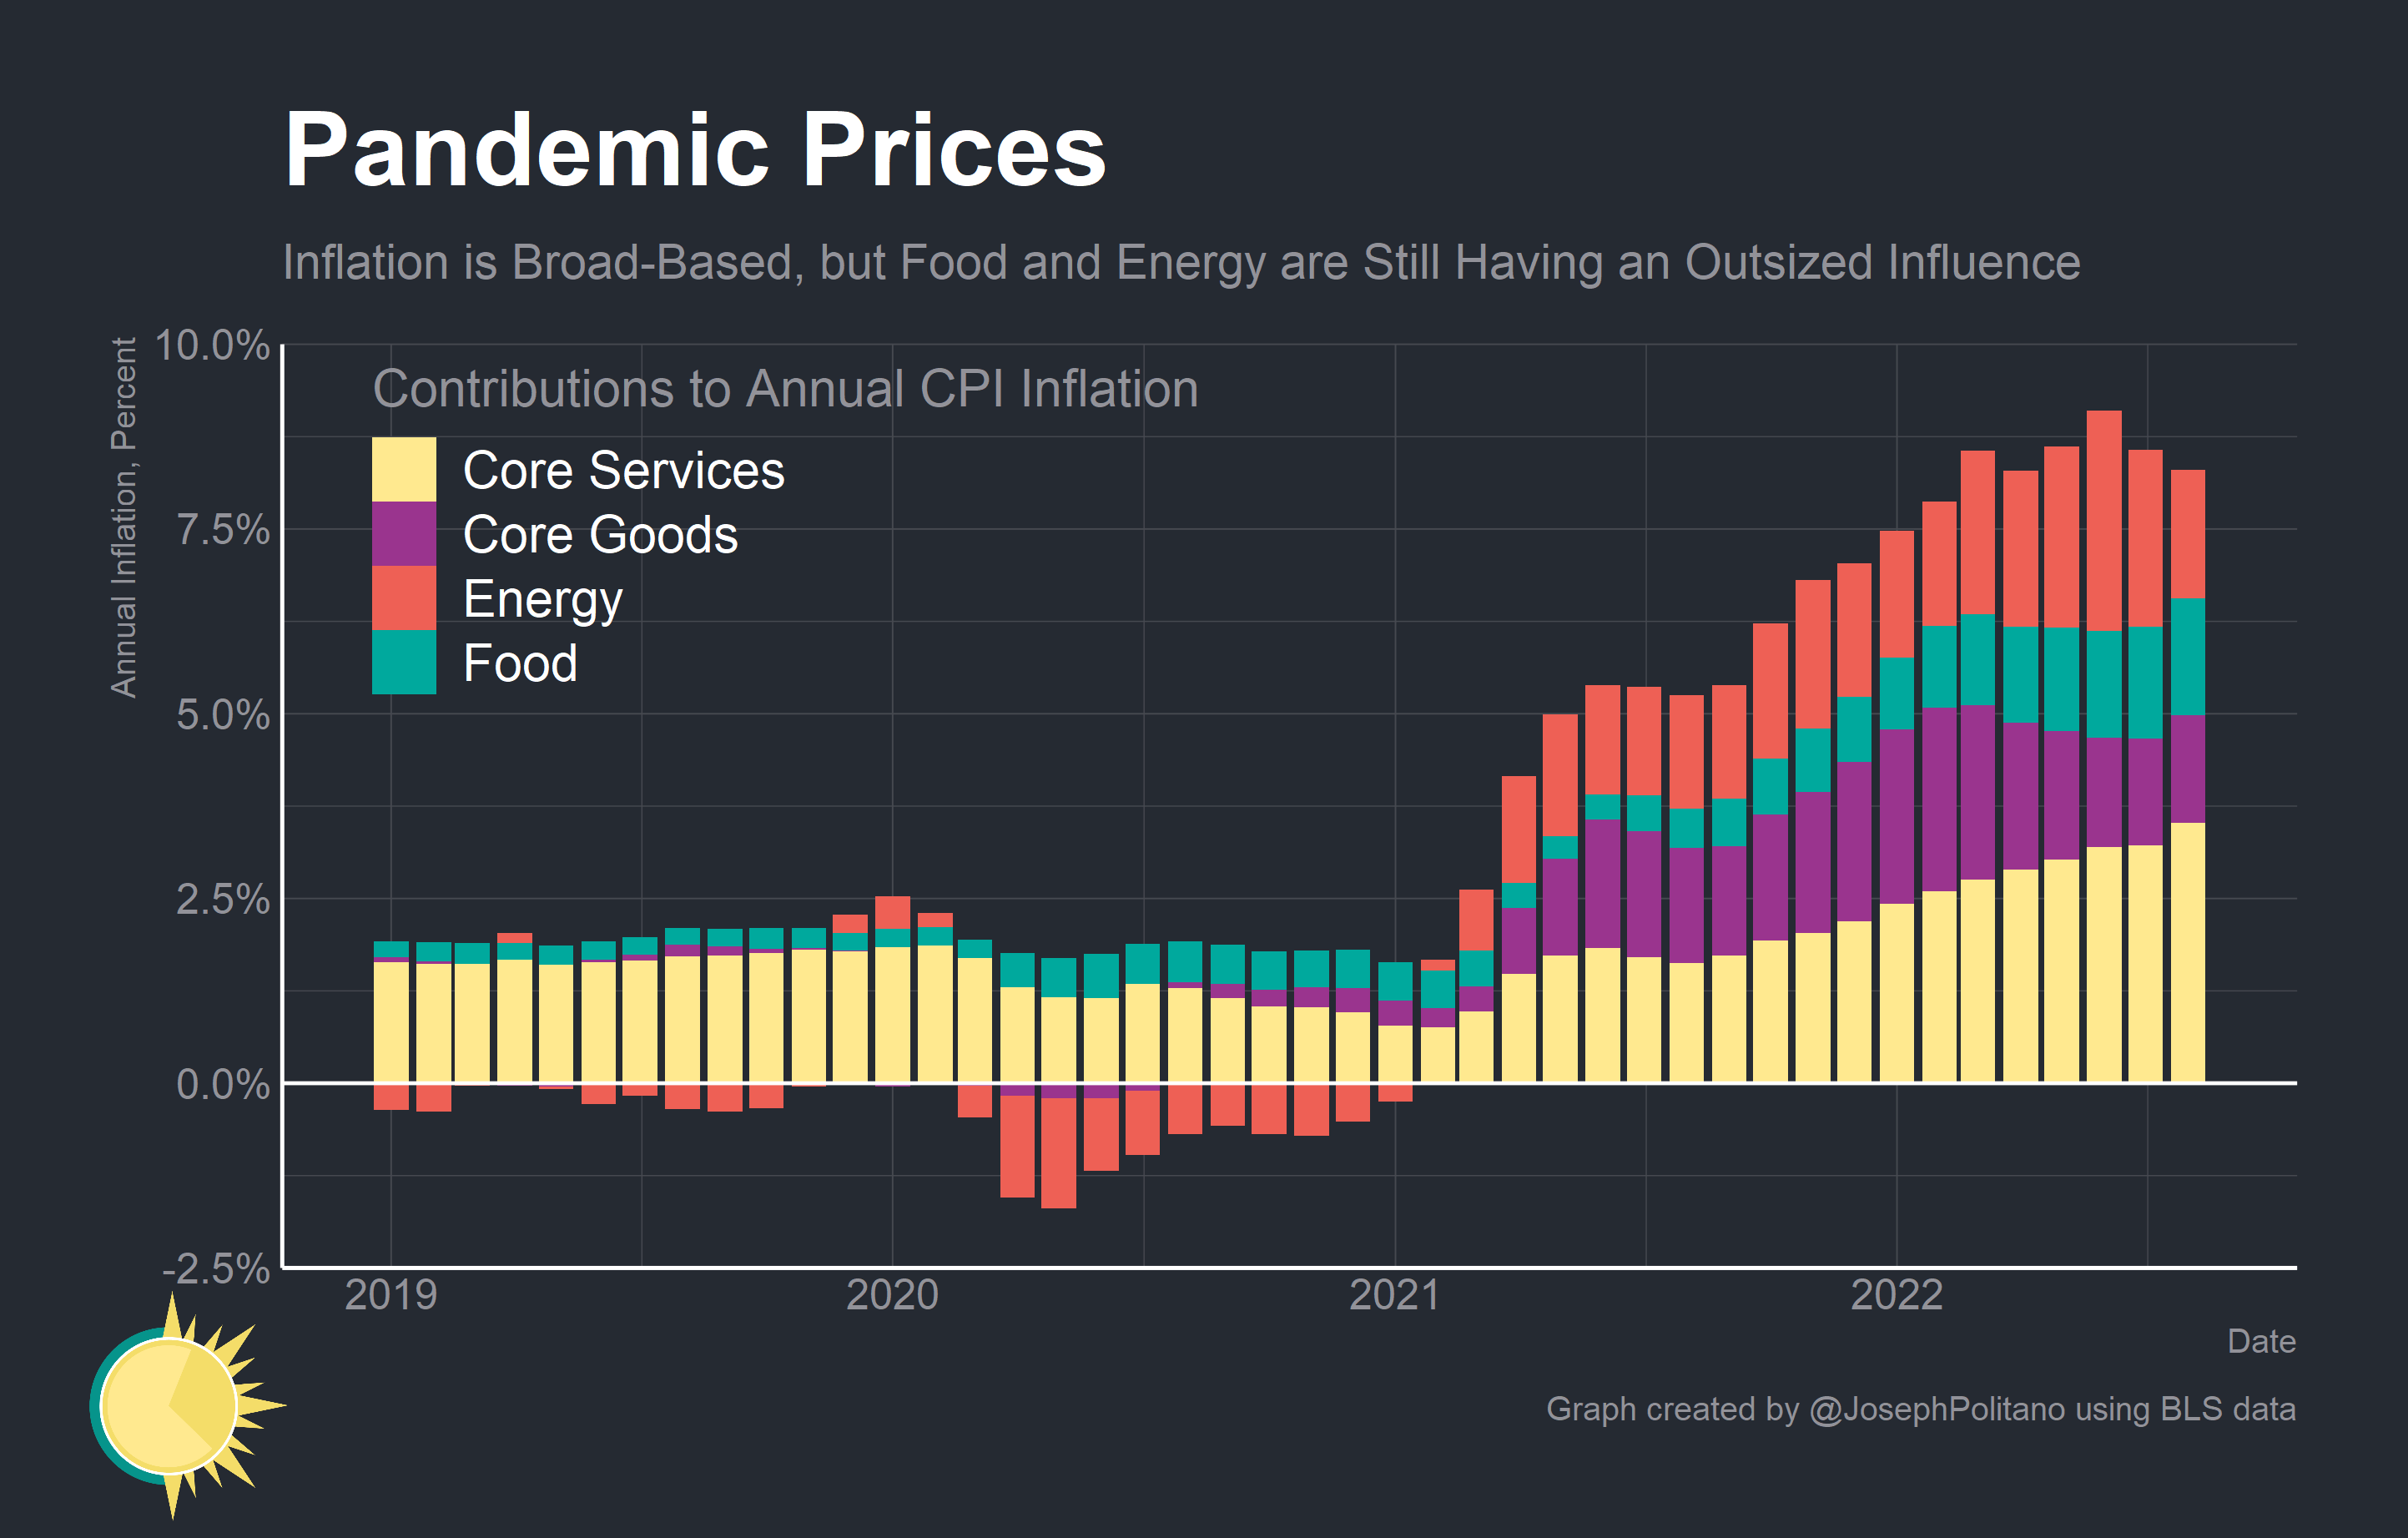 Pandemic Prices
Inflation is Broad-Based, but Food and Energy are Still Having an Outsized Influence
Annual Inflation, Percent
10.0%
7.5%
5.0%
2.5%
0.0%
-2.5%
Contributions to Annual CPI Inflation
Core Services
Core Goods
Energy
Food
2019
2020
2021
2022
Date
Graph created by @JosephPolitano using BLS data